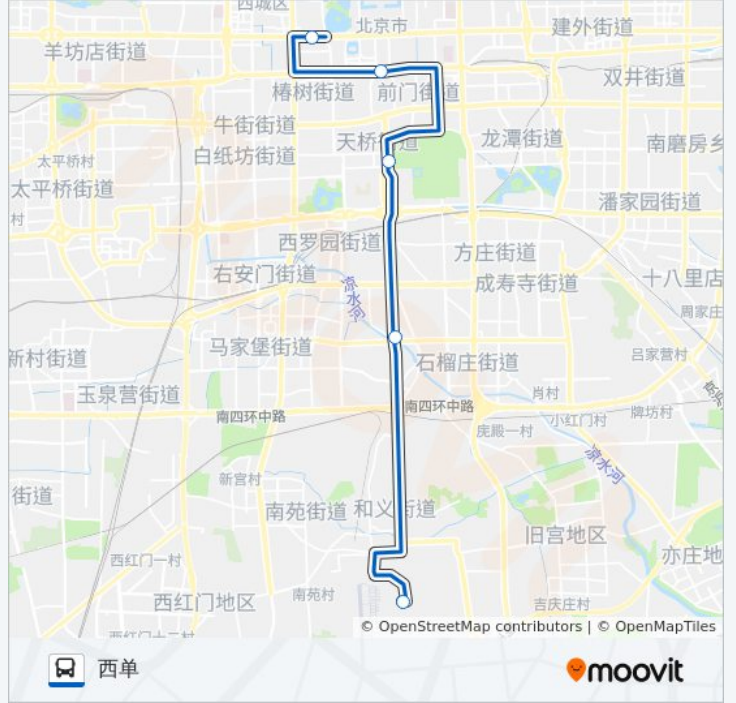 西城区
北京市
建外街道
羊坊店街道
双井街道
椿树街道
前门街道
牛街街道
天桥街道
龙潭街道
南磨房乡
白纸坊街道
太平桥村
太平桥街道
潘家园街道
村
西罗园街道
方庄街道
右安门街道
成寿寺街道
十八里店
凉水河
周家庄
马家堡街道
石榴庄街道
吕家营村
新村街道
玉泉营街道
肖村
南四环中路
南四环中路
小红门村
牌坊村
庑殿一村
凉水河
新宫村
街道
南苑街道
和义街道
旧宫地区
西红门一村
亦庄地
南苑村
西红门地区
吉庆庄村
西红门十二村
© OpenStreetMap contributors | © OpenMapTiles
西单
moovit